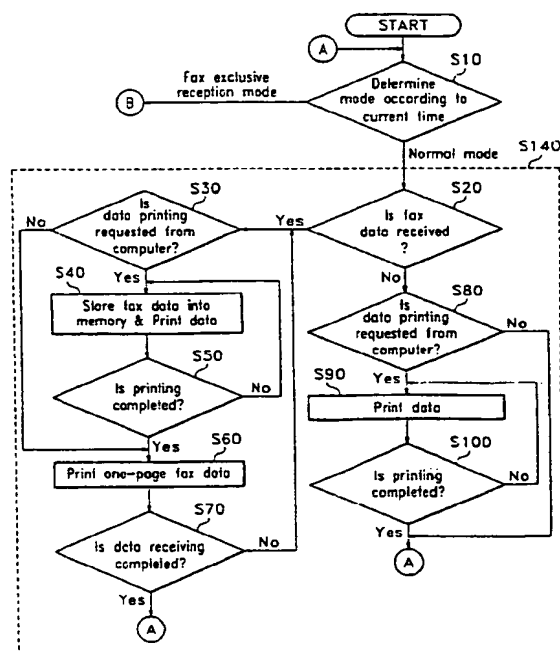 START
A
S10
Fax exclusive
reception mode
B
Determine
mode according to
current time
Normal mode
S140
S30
Is
data printing
requested from
computer?
No
Yes
S20
Is fax
data received
?
Yes
No
S40
Store fax data into
memory & Print data
S80
Is
data printing
requested from
computer?
No
Yes
S50
Is printing
completed?
No
Yes
S90
Print data
S60
Print one-page fax data
S100
Is printing
completed?
No
Yes
A
S70
Is data receiving
completed?
No
Yes
A